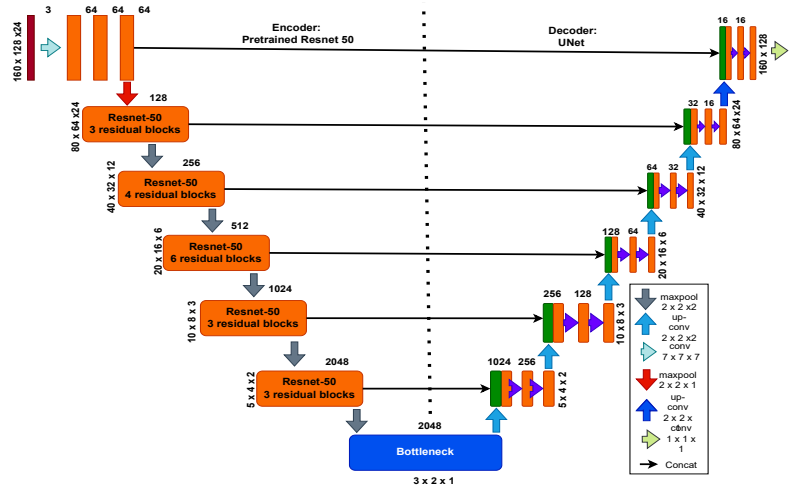 3 64 64 64
Encoder:
Pretrained Resnet 50
Decoder:
UNet
16 16
160 x 128 x24
160 x 128
128
Resnet-50
3 residual blocks
80 x 64 x24
32 16
80 x 64 x 24
256
Resnet-50
4 residual blocks
40 x 32 x 12
64 32
40 x 32 x 12
512
Resnet-50
6 residual blocks
20 x 16 x 6
128 64
20 x 16 x 6
1024
Resnet-50
3 residual blocks
10 x 8 x 3
256 128
10 x 8 x 3
2048
Resnet-50
3 residual blocks
5 x 4 x 2
1024 256
5 x 4 x 2
2048
Bottleneck
3 x 2 x 1
maxpool
2 x 2 x2
up-
conv
2 x 2 x2
conv
7 x 7 x 7
maxpool
2 x 2 x 1
up-
conv
2 x 2 x
conv
1 x 1 x
1
Concat